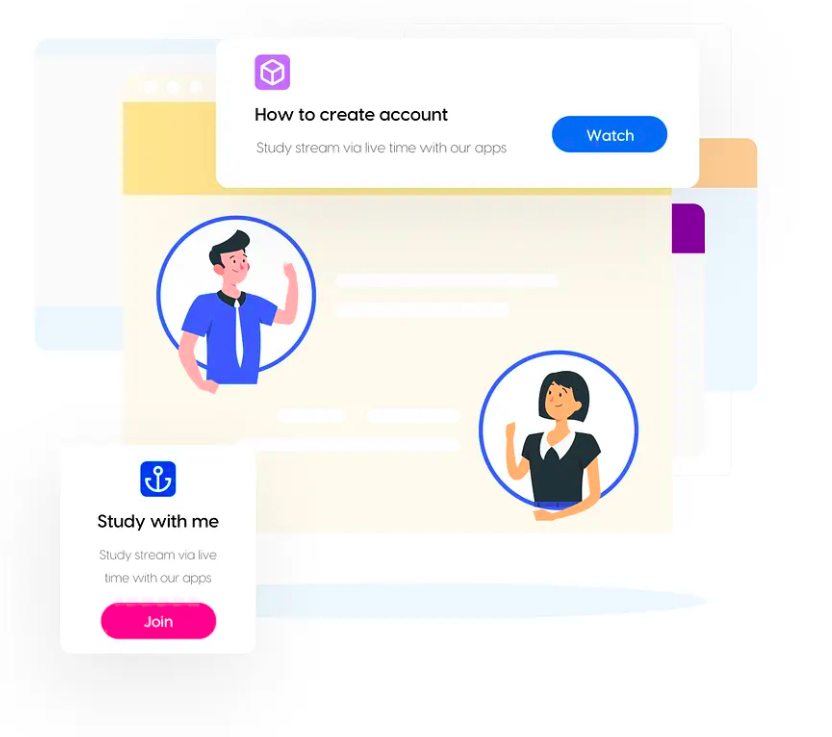 How to create account
Study stream via live time with our apps
Watch
Study with me
Study stream via live
time with our apps
Join